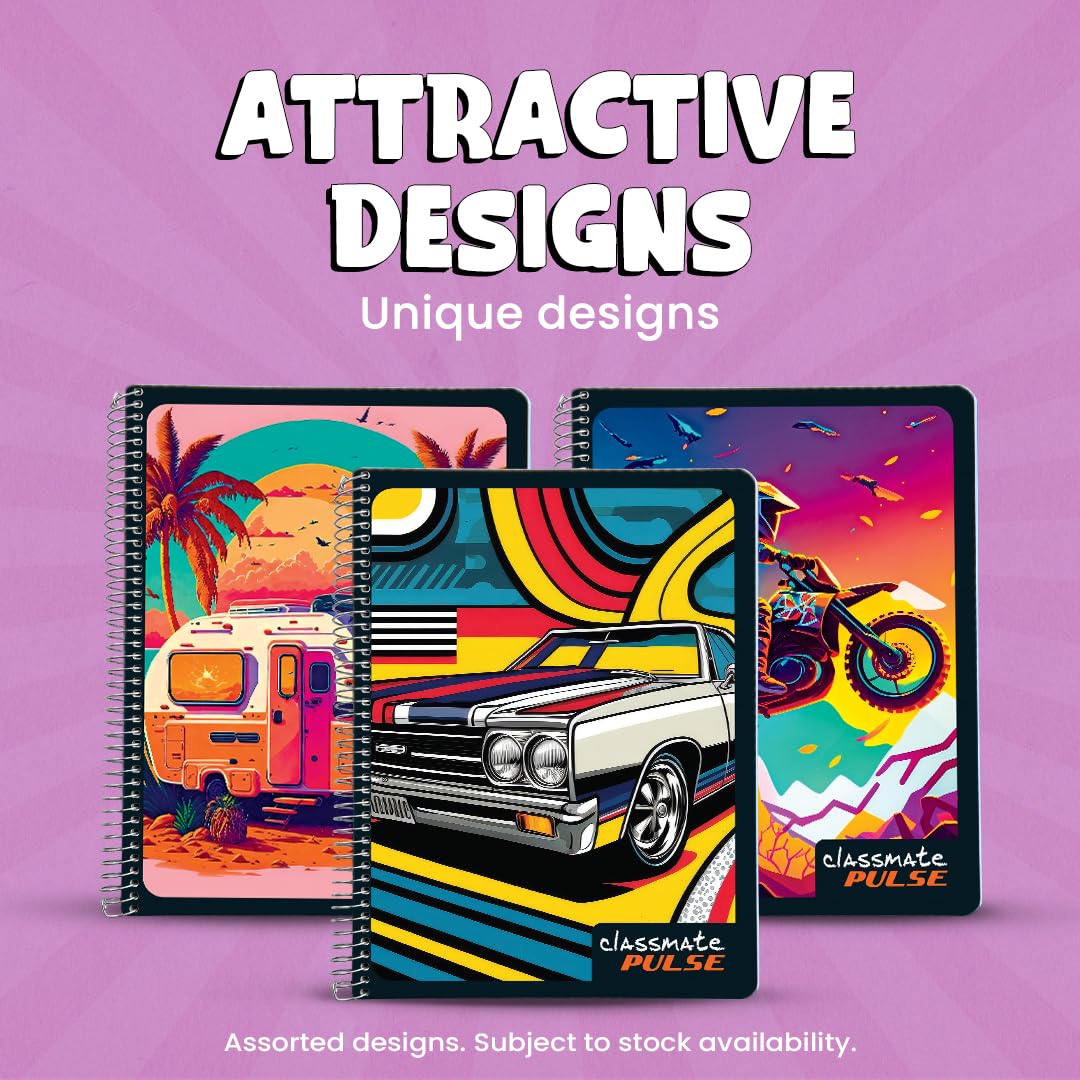 ATTRACTIVE
DESIGNS
Unique designs
classmate
PULSE
classmate
PULSE
Assorted designs. Subject to stock availability.